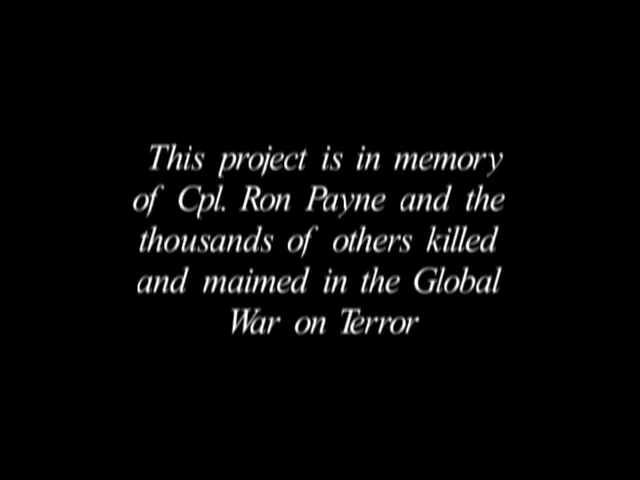 This project is in memory
of Cpl. Ron Payne and the
thousands of others killed
and maimed in the Global
War on Terror